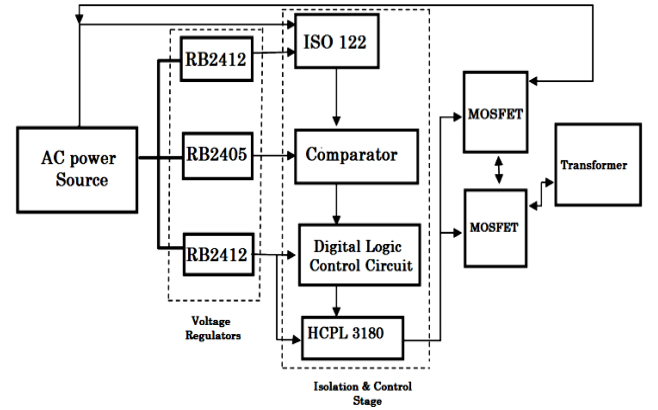 ISO 122
RB2412
MOSFET
AC power
Source
RB2405
Comparator
Transformer
MOSFET
RB2412
Digital Logic
Control Circuit
HCPL 3180
Voltage
Regulators
Isolation & Control
Stage